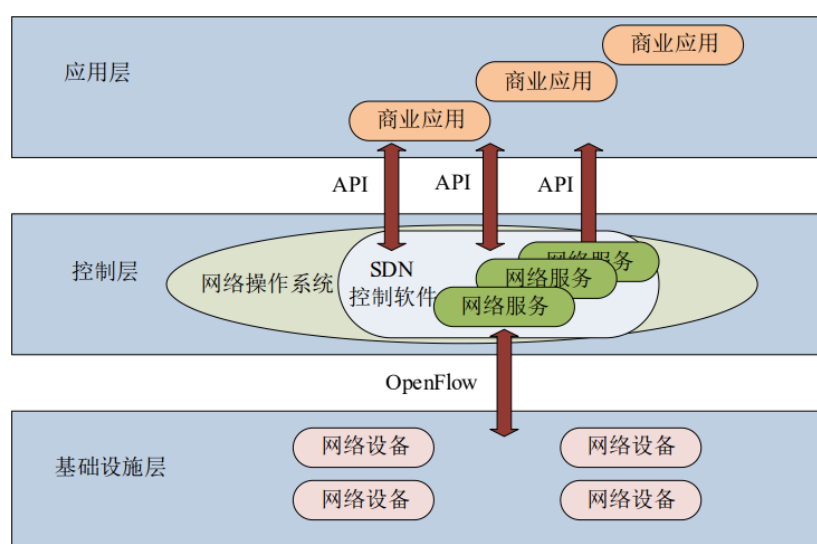 商业应用
应用层
商业应用
商业应用
API
API
API
控制层
网络操作系统
SDN
控制软件
网络服务
网络服务
网络服务
OpenFlow
基础设施层
网络设备
网络设备
网络设备
网络设备